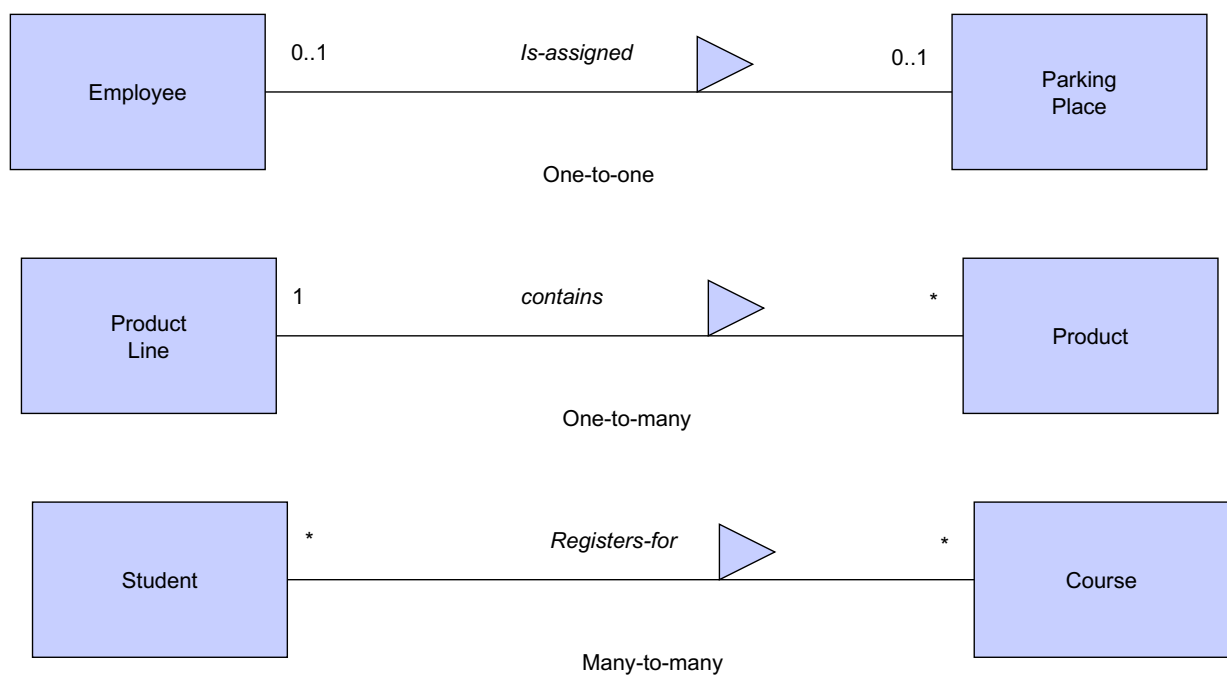 0..1
Is-assigned
0..1
Employee
Parking
Place
One-to-one
1
contains
*
Product
Line
Product
One-to-many
*
Registers-for
*
Student
Course
Many-to-many